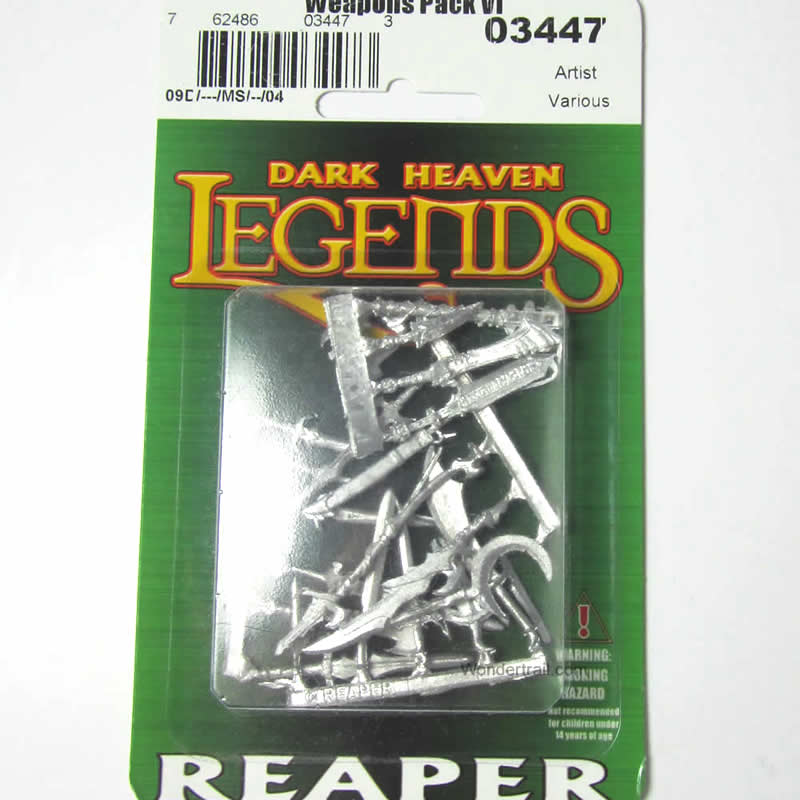 Weapons Pack VI
7 62486 03447 3
03447
Artist
Various
09D/---/MS/--/04
DARK HEAVEN
LEGENDS
Wondertrail.com
© REAPER
WARNING:
CHOKING
HAZARD
Not recommended
for children under
14 years of age
REAPER